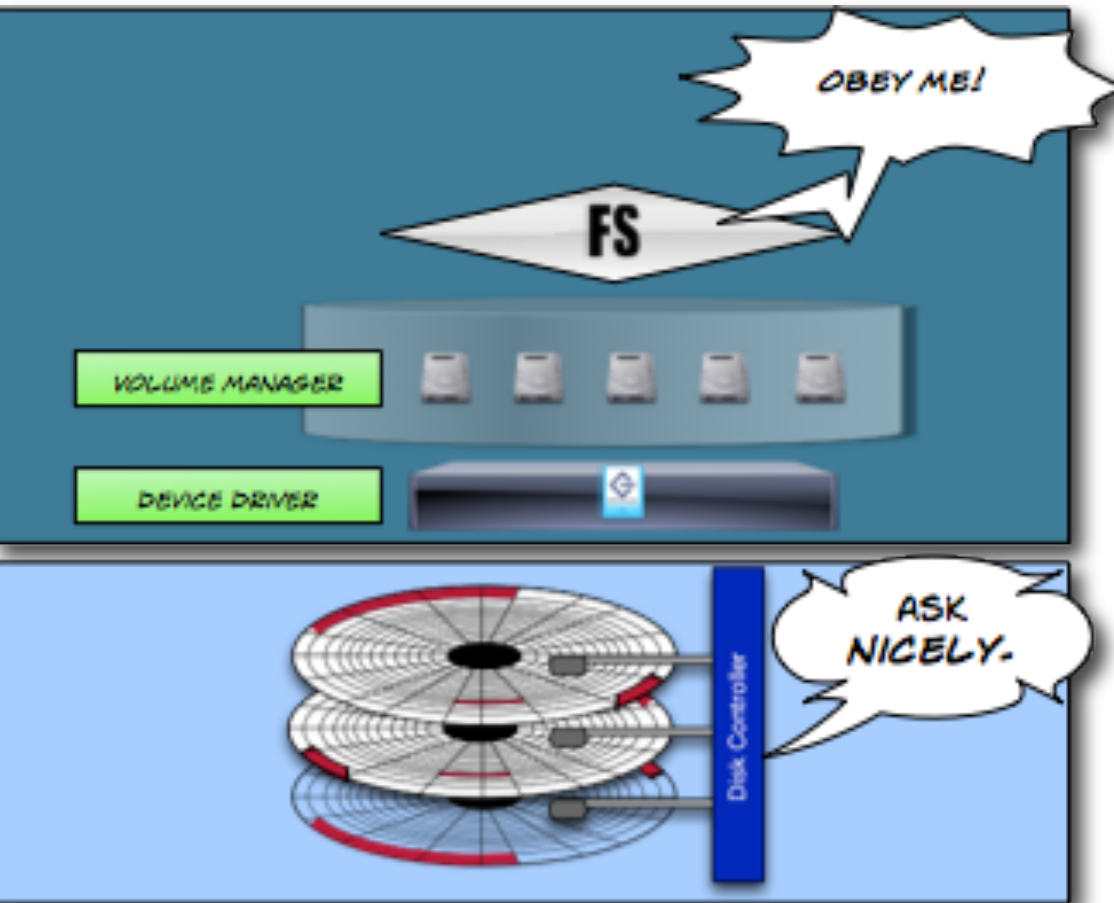 OBEY ME!
FS
VOLUME MANAGER
DEVICE DRIVER
ASK
NICELY.
Disk Controller